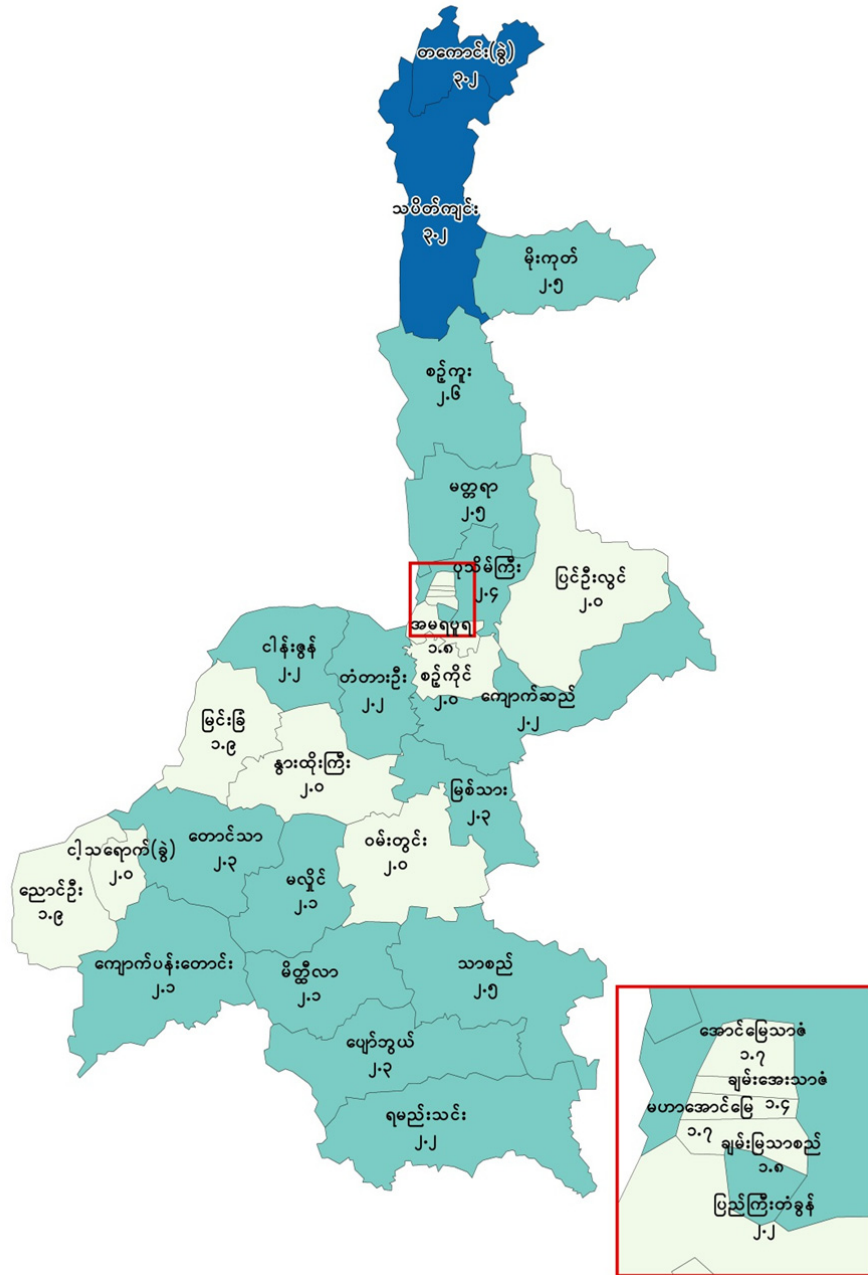 တကောင်း(ခွဲ)
၃.၂
သပိတ်ကျင်း
၃.၂
မိုးကုတ်
၂.၅
စဉ့်ကူး
၂.၆
မတ္တရာ
၂.၅
ပုသိမ်ကြီး
၂.၄
ပြင်ဦးလွင်
၂.၀
အမရပူရ
၁.၈
စဉ့်ကိုင်
၂.၀
ကျောက်ဆည်
၂.၂
ငါန်းဇွန်
၂.၂
တံတားဦး
၂.၂
မြင်းခြံ
၁.၉
နွားထိုးကြီး
၂.၀
မြစ်သား
၂.၃
တောင်သာ
၂.၃
ဝမ်းတွင်း
၂.၀
ငါ့သရောက်(ခွဲ)
၂.၀
ညောင်ဦး
၁.၉
မလှိုင်
၂.၁
ကျောက်ပန်းတောင်း
၂.၁
မိတ္ထီလာ
၂.၁
သာစည်
၂.၅
ပျော်ဘွယ်
၂.၃
ရမည်းသင်း
၂.၂
အောင်မြေသာဇံ
၁.၇
ချမ်းအေးသာဇံ
၁.၄
မဟာအောင်မြေ
၁.၇
ချမ်းမြသာစည်
၁.၈
ပြည်ကြီးတံခွန်
၂.၂